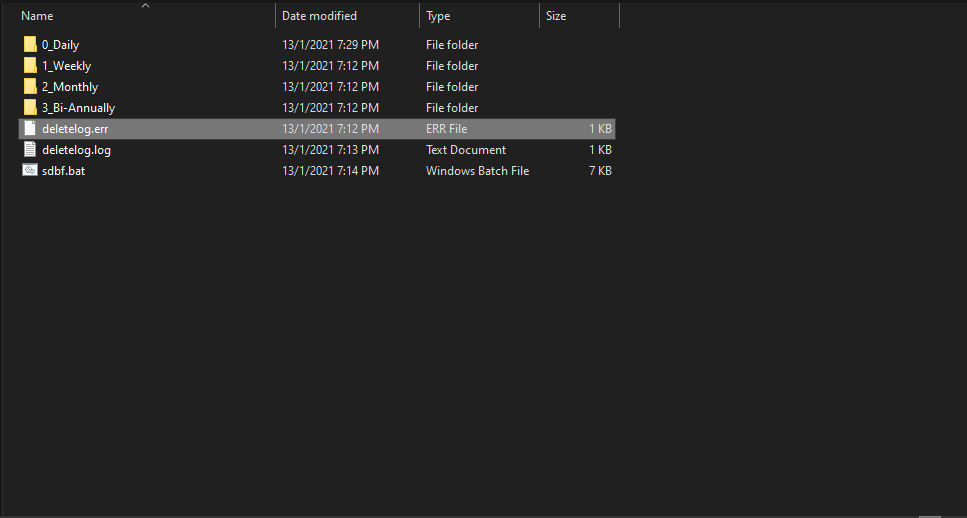 Name Date modified Type Size
0_Daily 13/1/2021 7:29 PM File folder
1_Weekly 13/1/2021 7:12 PM File folder
2_Monthly 13/1/2021 7:12 PM File folder
3_Bi-Annually 13/1/2021 7:12 PM File folder
deletelog.err 13/1/2021 7:12 PM ERR File 1 KB
deletelog.log 13/1/2021 7:13 PM Text Document 1 KB
sdbf.bat 13/1/2021 7:14 PM Windows Batch File 7 KB